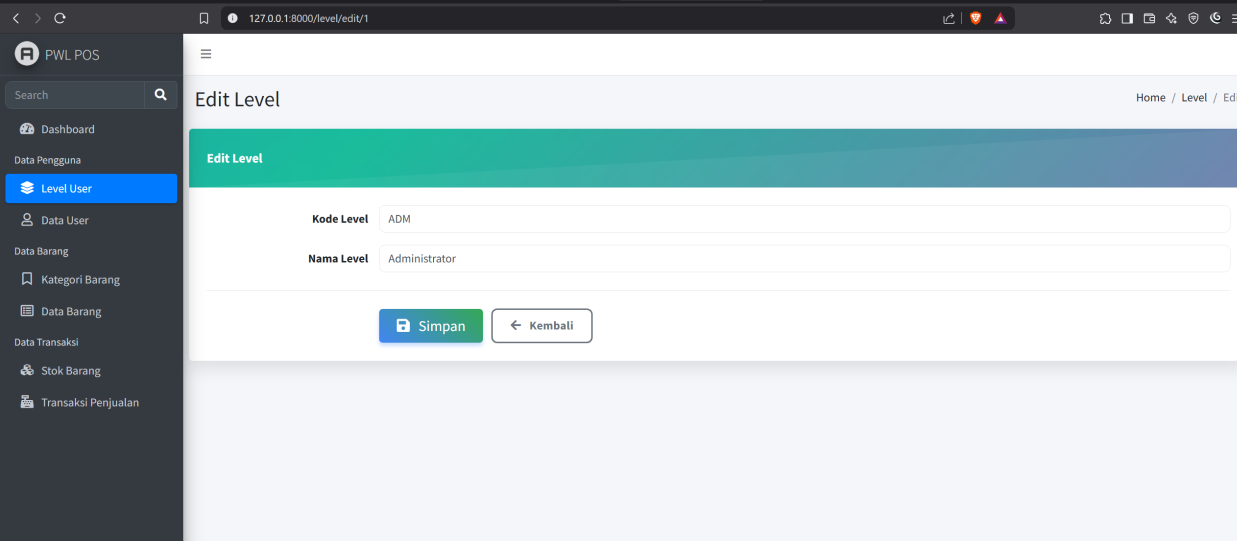 127.0.0.1:8000/level/edit/1
PWL POS
Search
Dashboard
Data Pengguna
Level User
Data User
Data Barang
Kategori Barang
Data Barang
Data Transaksi
Stok Barang
Transaksi Penjualan
Edit Level
Home / Level / Edi
Edit Level
Kode Level ADM
Nama Level Administrator
Simpan Kembali